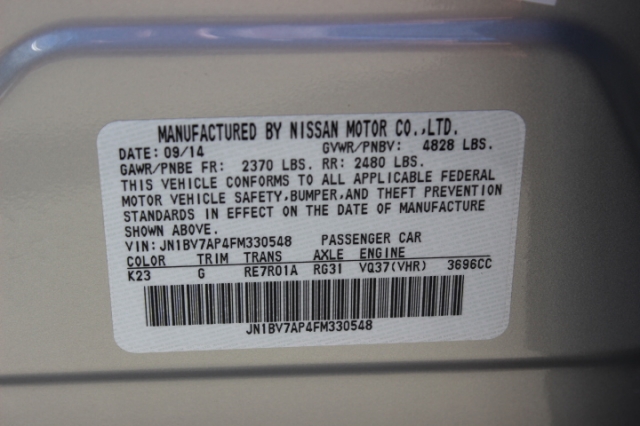 MANUFACTURED BY NISSAN MOTOR CO.,LTD.
DATE: 09/14 GVWR/PNBV: 4828 LBS.
GAWR/PNBE FR: 2370 LBS. RR: 2480 LBS.
THIS VEHICLE CONFORMS TO ALL APPLICABLE FEDERAL
MOTOR VEHICLE SAFETY,BUMPER,AND THEFT PREVENTION
STANDARDS IN EFFECT ON THE DATE OF MANUFACTURE
SHOWN ABOVE.
VIN: JN1BV7AP4FM330548 PASSENGER CAR
COLOR TRIM TRANS AXLE ENGINE
K23 G RE7R01A RG31 VQ37(VHR) 3696CC
JN1BV7AP4FM330548